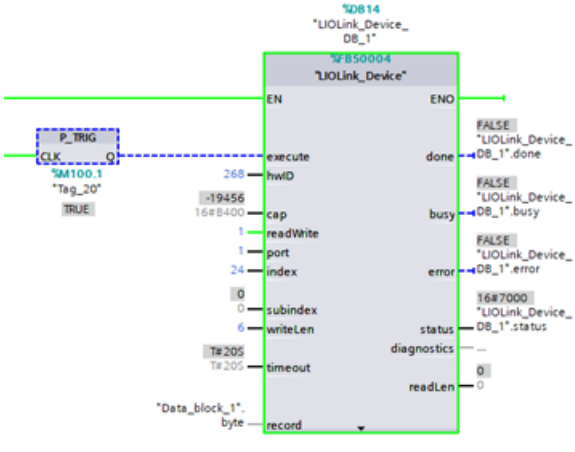 %DB14
"LIOLink_Device_
DB_1"
%FB50004
"LIOLink_Device"
EN
ENO
P_TRIG
CLK
Q
%M100.1
"Tag_20"
TRUE
execute
268
hwID
-19456
16#B400
cap
1
readWrite
1
port
24
index
0
0
subindex
6
writeLen
T#20S
T#20S
timeout
"Data_block_1".
byte
record
FALSE
"LIOLink_Device_
done
DB_1".done
FALSE
"LIOLink_Device_
busy
DB_1".busy
FALSE
"LIOLink_Device_
error
DB_1".error
16#7000
"LIOLink_Device_
status
DB_1".status
diagnostics
...
0
readLen
0